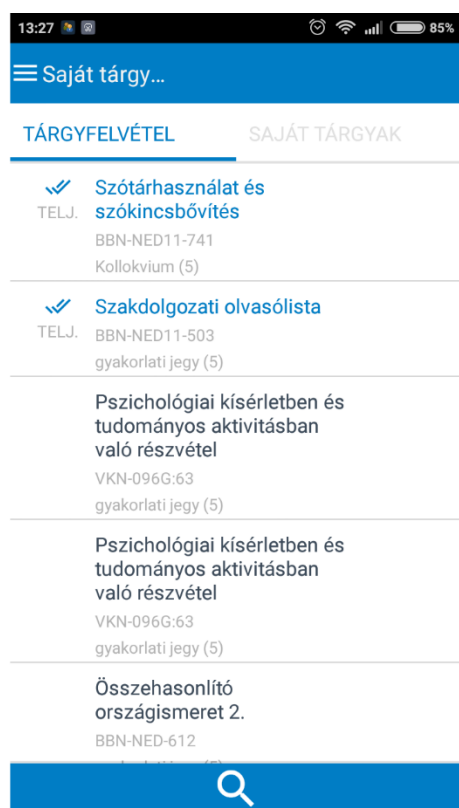 13:27 85%
Saját tárgy...
TÁRGYFELVÉTEL SAJÁT TÁRGYAK
Szótárhasználat és
TELJ. szókincsbővítés
BBN-NED11-741
Kollokvium (5)
Szakdolgozati olvasólista
TELJ. BBN-NED11-503
gyakorlati jegy (5)
Pszichológiai kísérletben és
tudományos aktivitásban
való részvétel
VKN-096G:63
gyakorlati jegy (5)
Pszichológiai kísérletben és
tudományos aktivitásban
való részvétel
VKN-096G:63
gyakorlati jegy (5)
Összehasonlító
országismeret 2.
BBN-NED-612